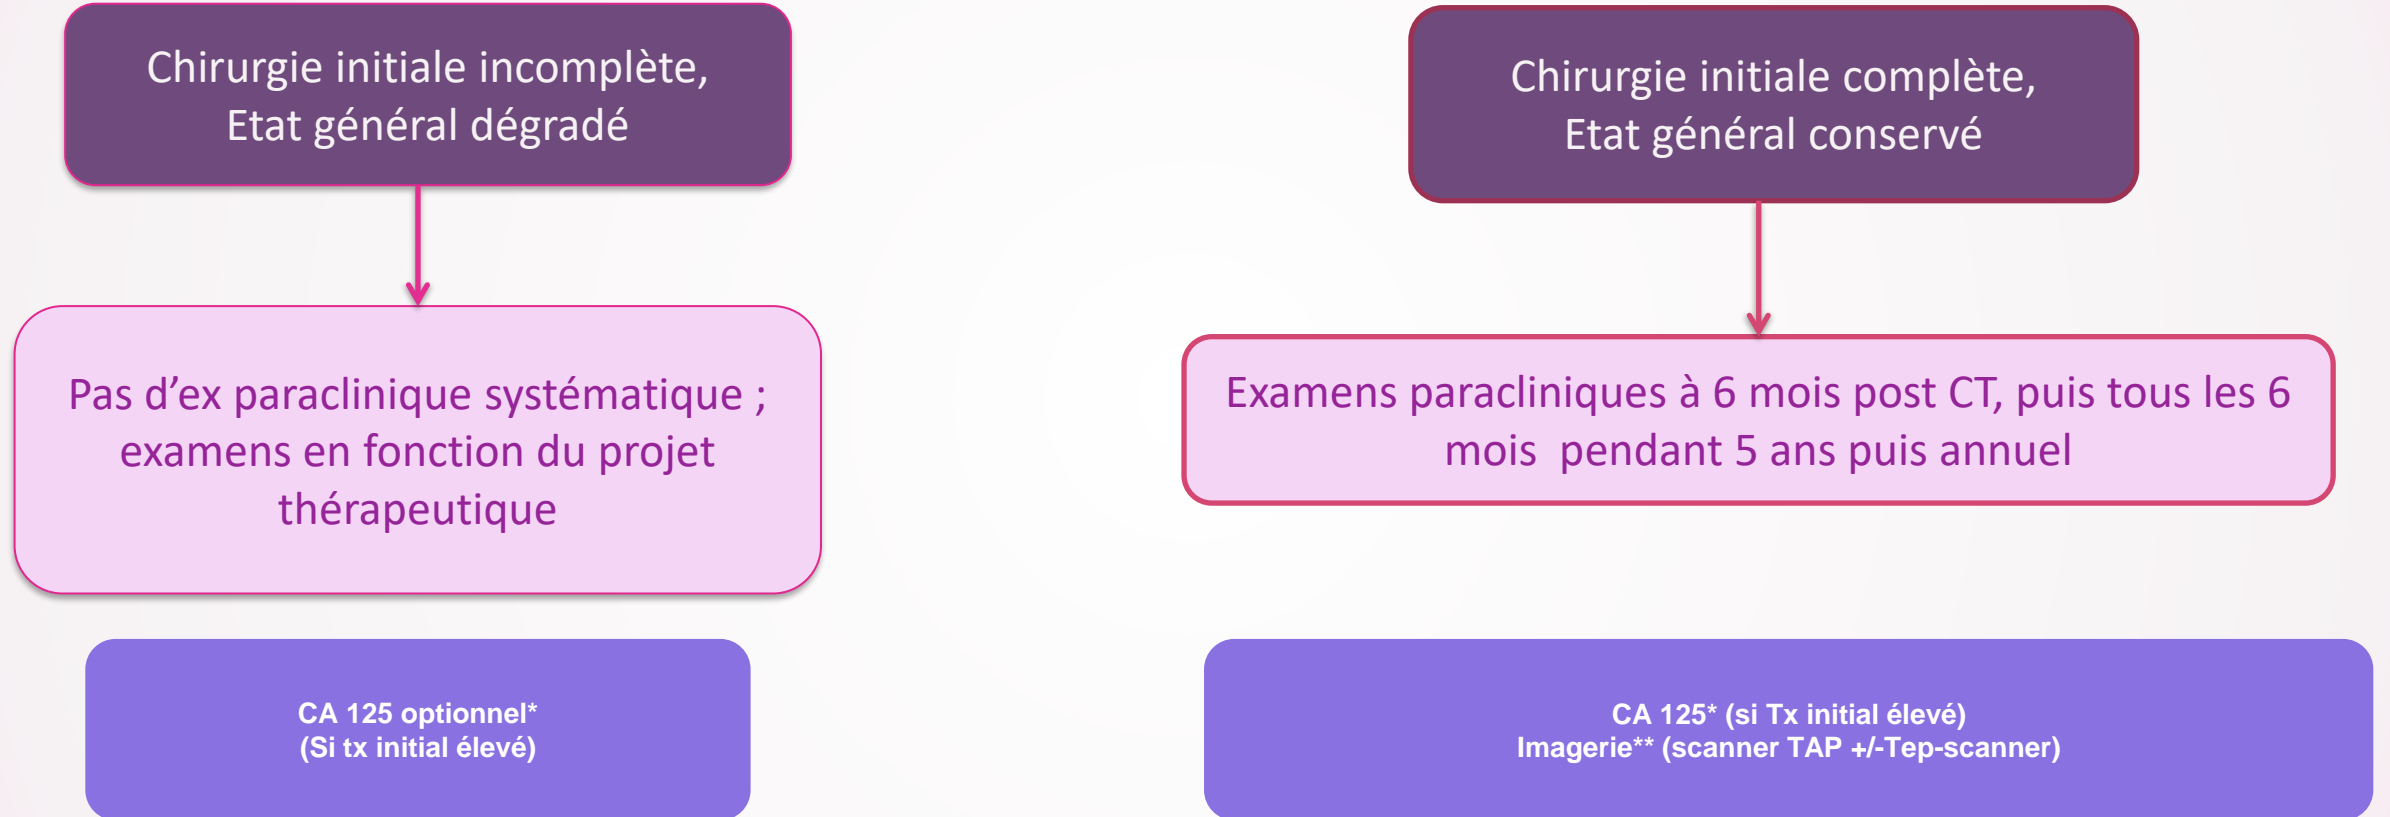 Chirurgie initiale incomplète,
Etat général dégradé
Pas d’ex paraclinique systématique ;
examens en fonction du projet
thérapeutique
CA 125 optionnel*
(Si tx initial élevé)
Chirurgie initiale complète,
Etat général conservé
Examens paracliniques à 6 mois post CT, puis tous les 6
mois pendant 5 ans puis annuel
CA 125* (si Tx initial élevé)
Imagerie** (scanner TAP +/-Tep-scanner)